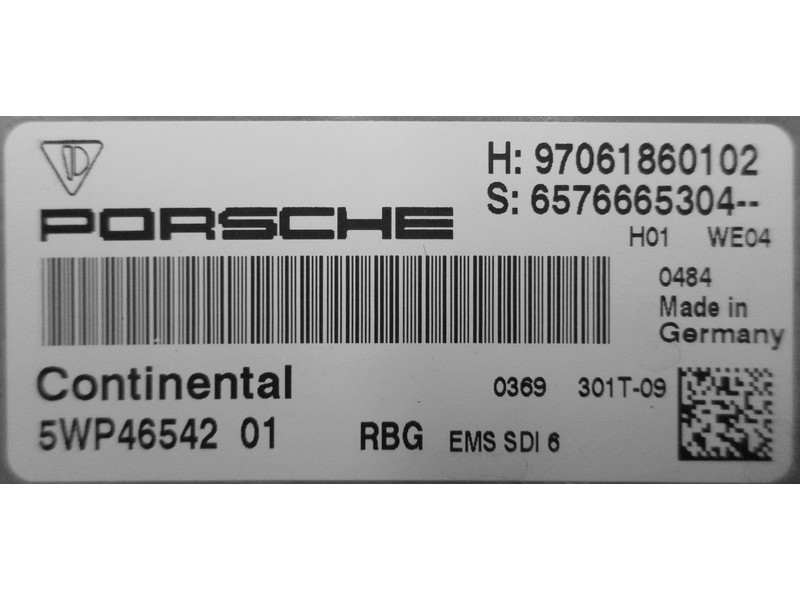 H: 97061860102
S: 6576665304--
PORSCHE
H01 WE04
0484
Made in
Germany
Continental
0369 301T-09
5WP46542 01 RBG EMS SDI 6